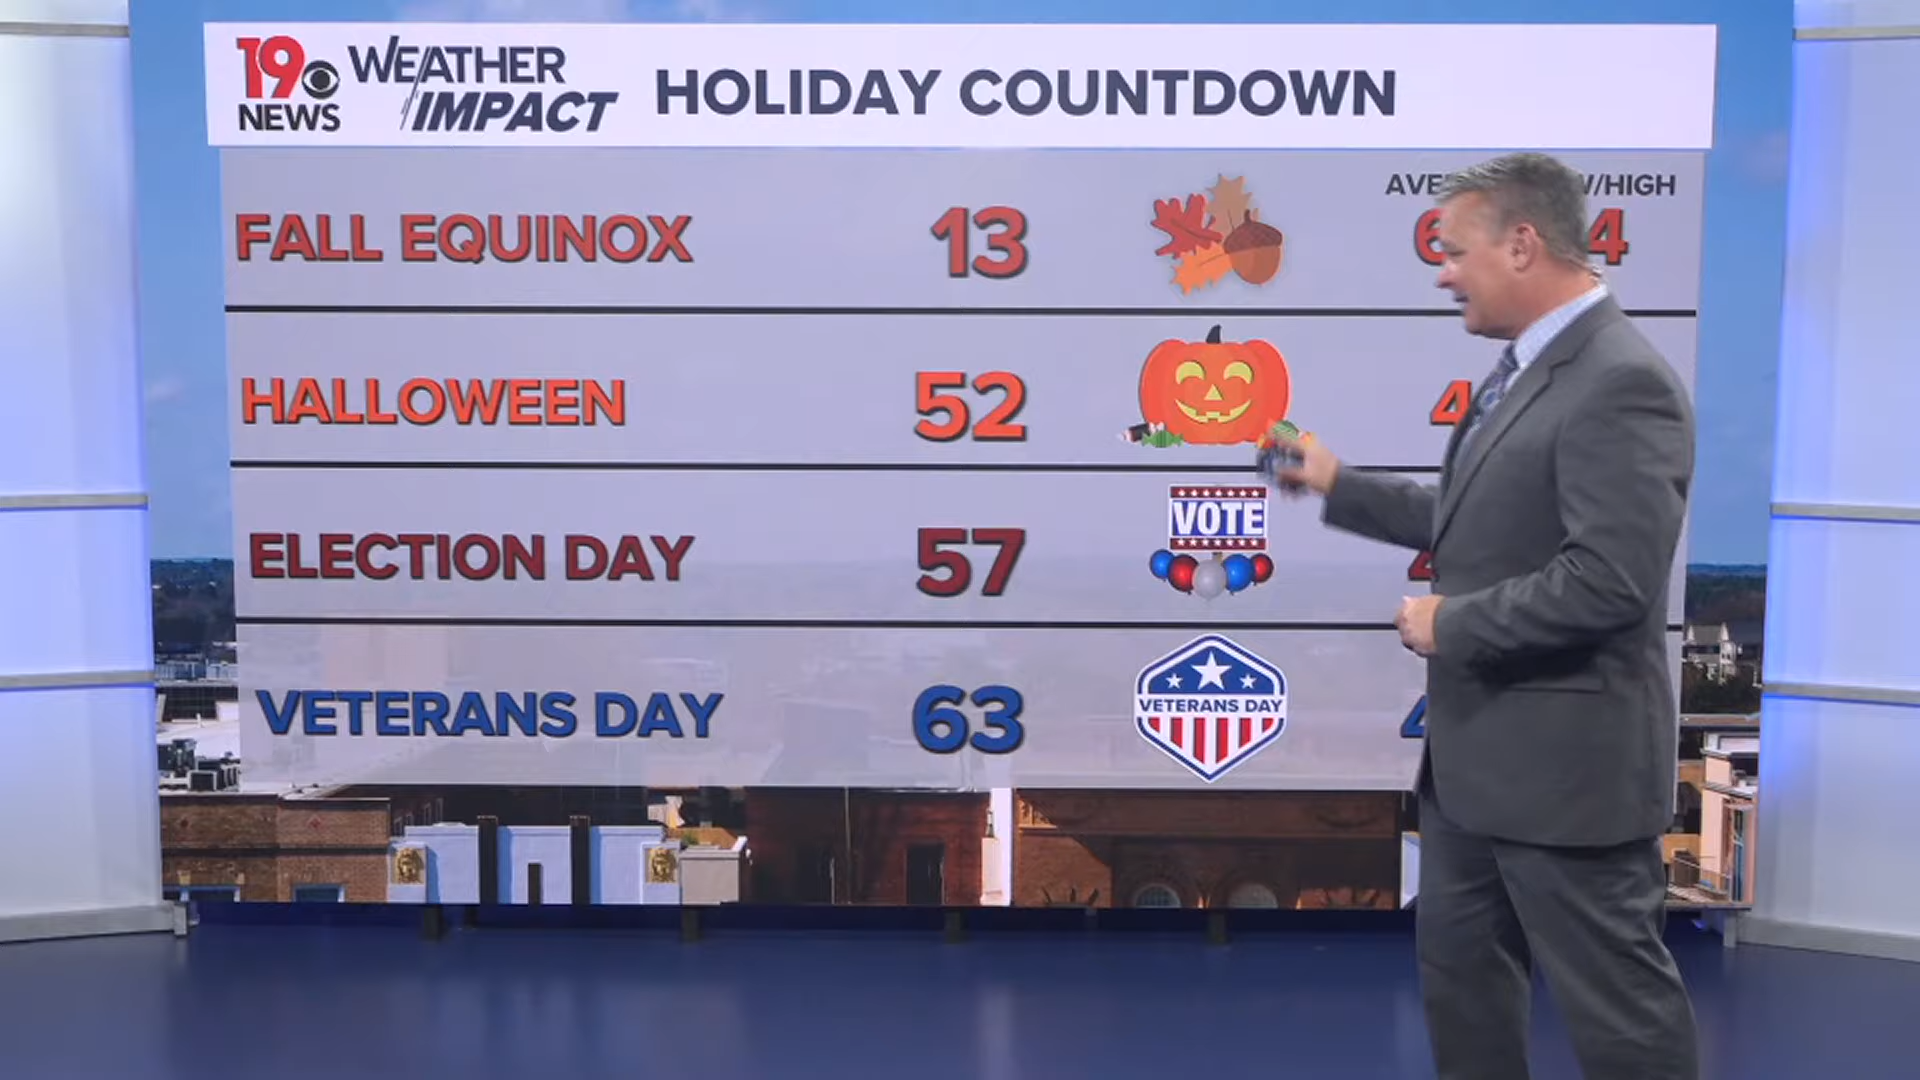 19 NEWS
WEATHER IMPACT
HOLIDAY COUNTDOWN
FALL EQUINOX 13
/HIGH
HALLOWEEN 52
ELECTION DAY 57
VOTE
VETERANS DAY 63
VETERANS DAY